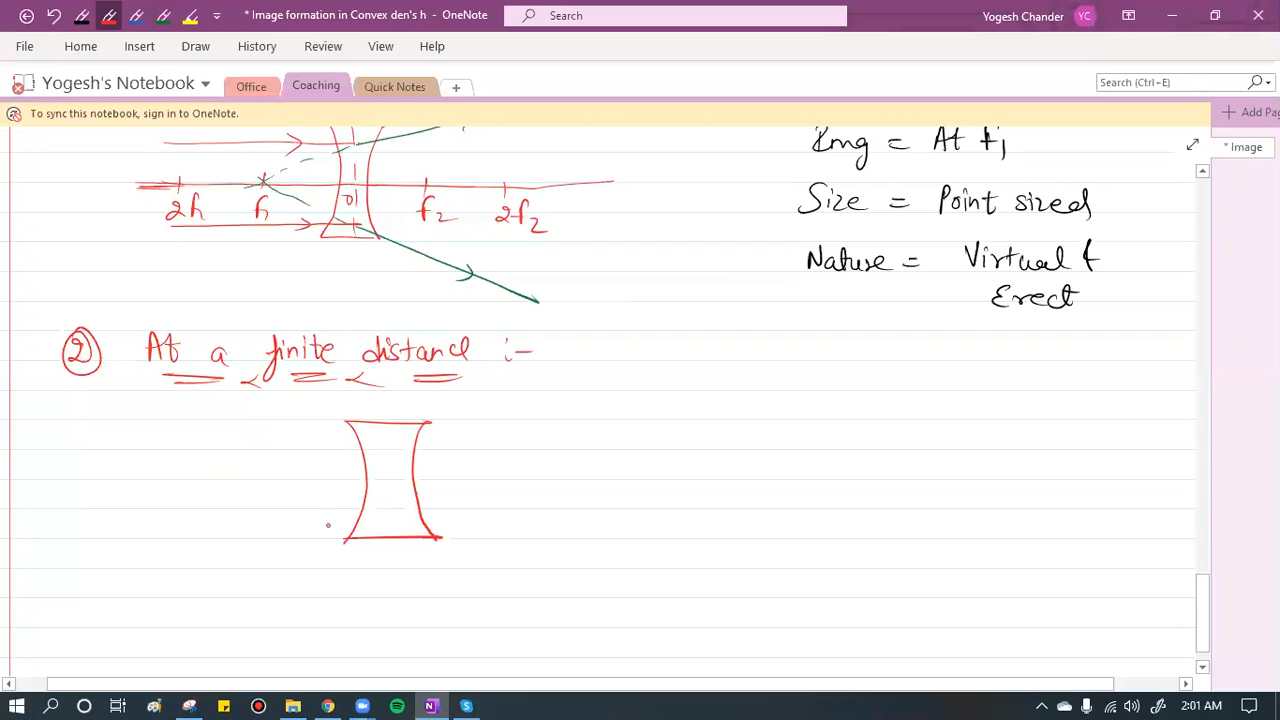 * Image formation in Convex den's h - OneNote
Search
Yogesh Chander
YC
File Home Insert Draw History Review View Help
Yogesh's Notebook
Office
Coaching
Quick Notes
+
Search (Ctrl+E)
To sync this notebook, sign in to OneNote.
+ Add Pag
* Image
Img = At f1
Size = Point sized
Nature = Virtual &
Erect
2f1 f1 O f2 2f2
② At a finite distance :-
2:01 AM